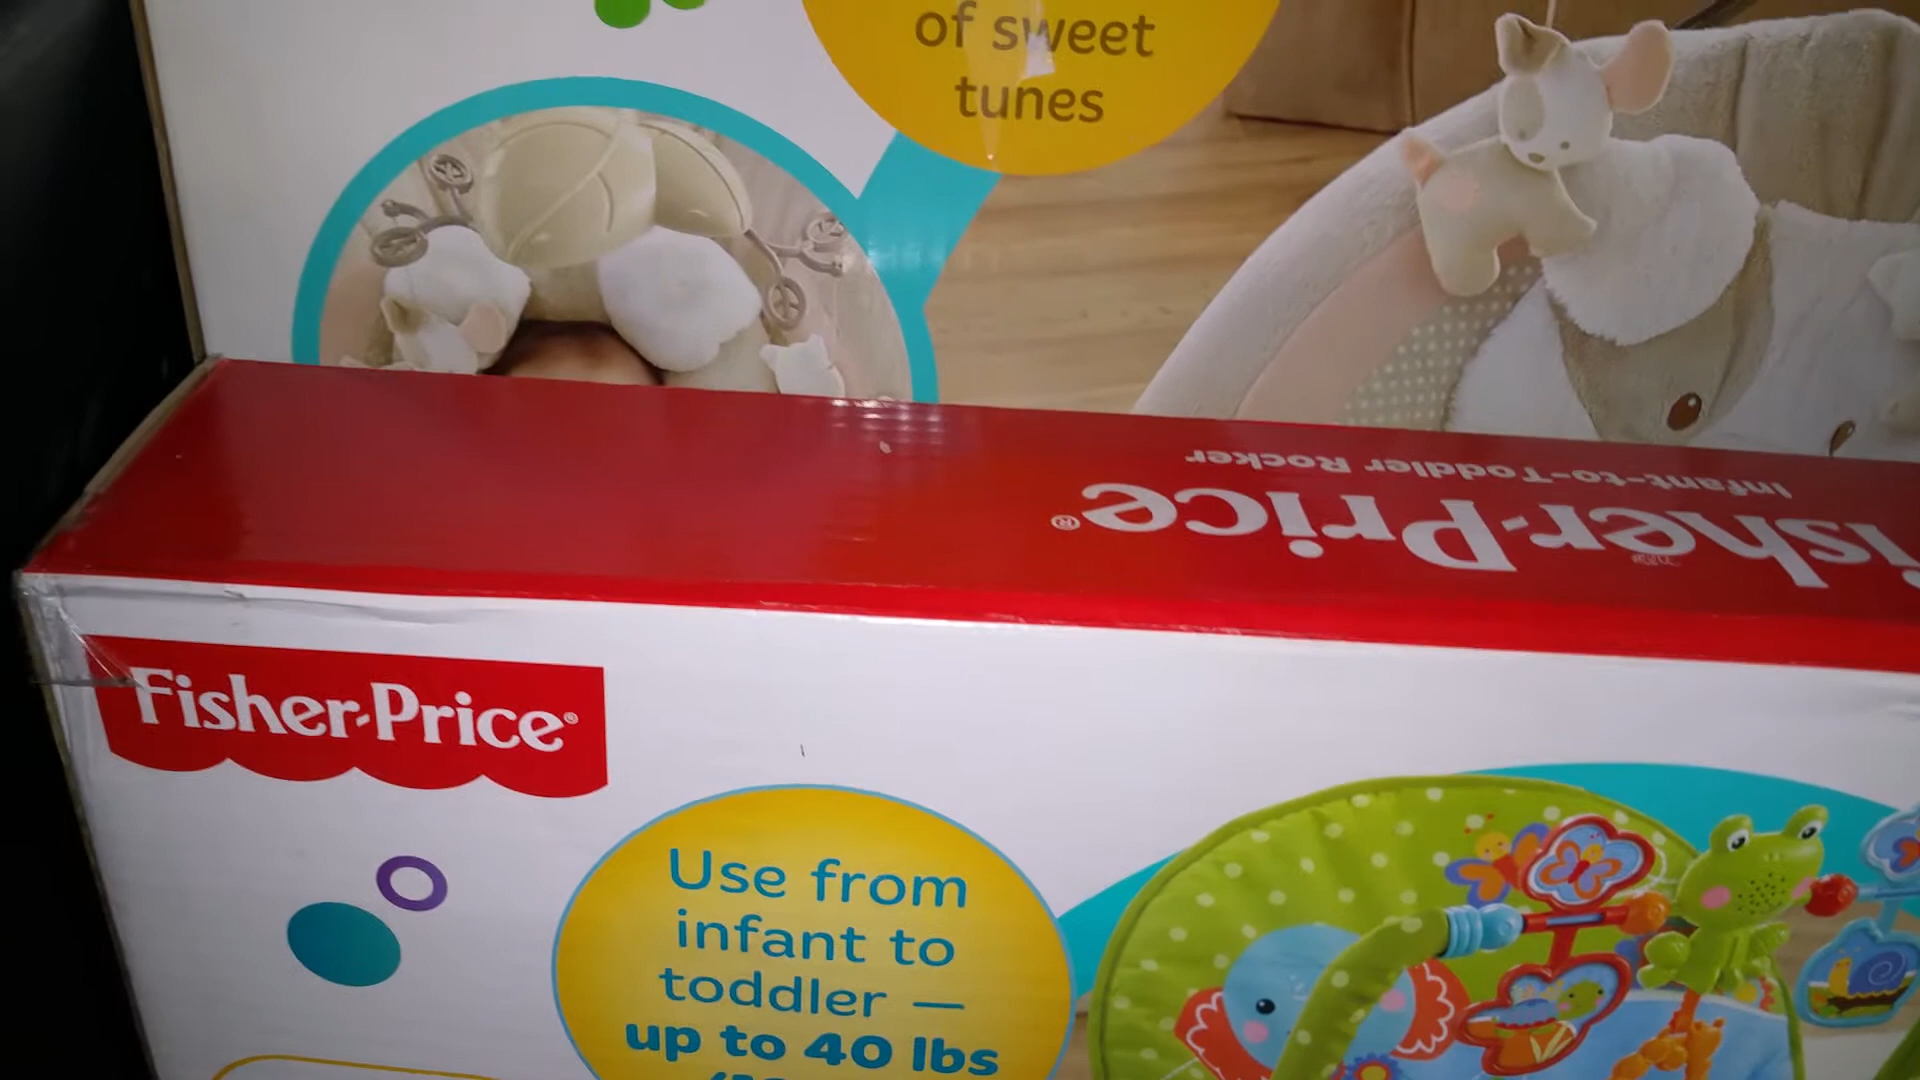 of sweet
tunes
Infant-to-Toddler Rocker
isher-Price®
Fisher-Price®
Use from
infant to
toddler —
up to 40 lbs